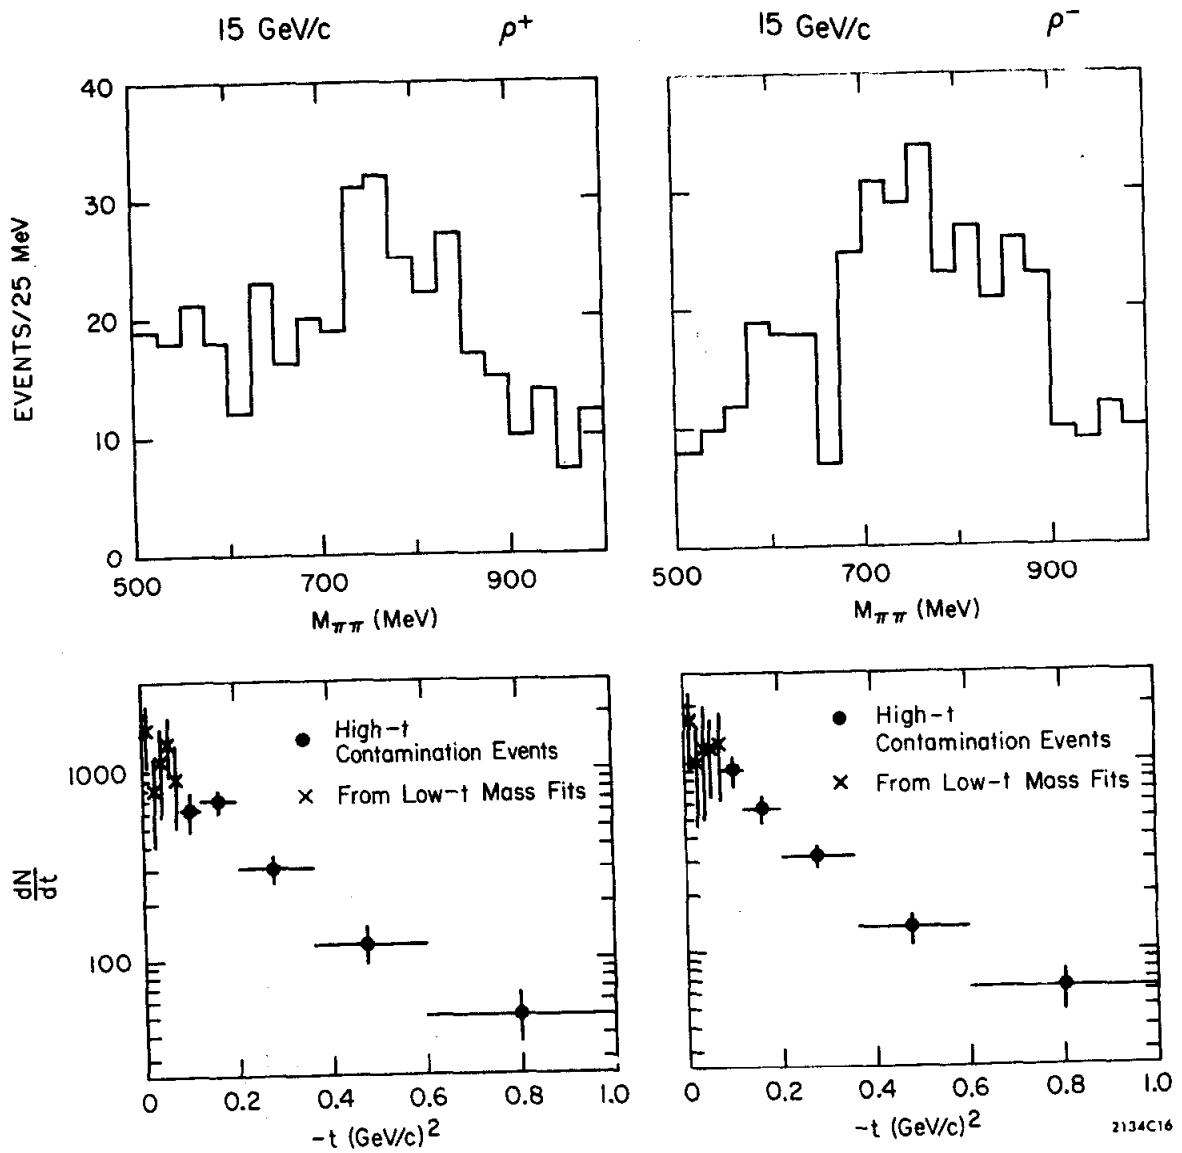 15 GeV/c ρ+ 15 GeV/c ρ−
40
30
20
10
0
EVENTS/25 MeV
500 700 900 500 700 900
Mππ (MeV) Mππ (MeV)
● High-t
Contamination Events
× From Low-t Mass Fits
● High-t
Contamination Events
× From Low-t Mass Fits
1000
100
dN
dt
0 0.2 0.4 0.6 0.8 1.0 0 0.2 0.4 0.6 0.8 1.0
-t (GeV/c)2 -t (GeV/c)2
2134C16